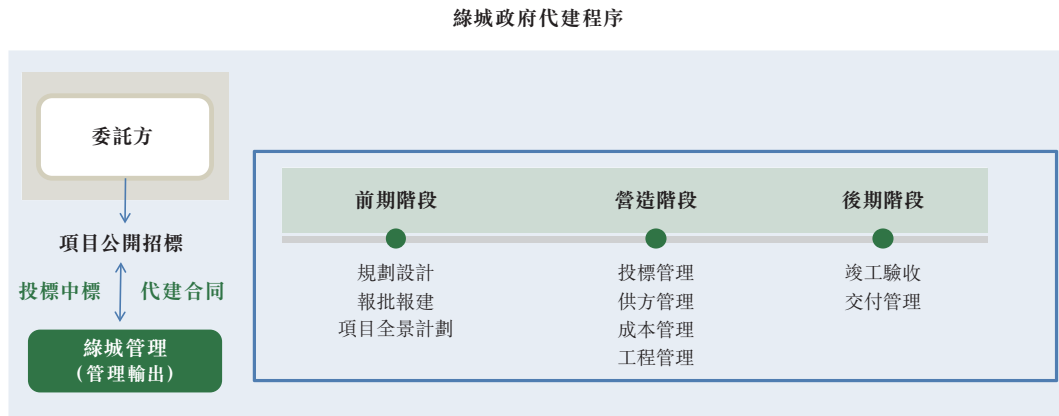 綠城政府代建程序
委託方
項目公開招標
投標中標 代建合同
綠城管理
(管理輸出)
前期階段
規劃設計
報批報建
項目全景計劃
營造階段
投標管理
供方管理
成本管理
工程管理
後期階段
竣工驗收
交付管理